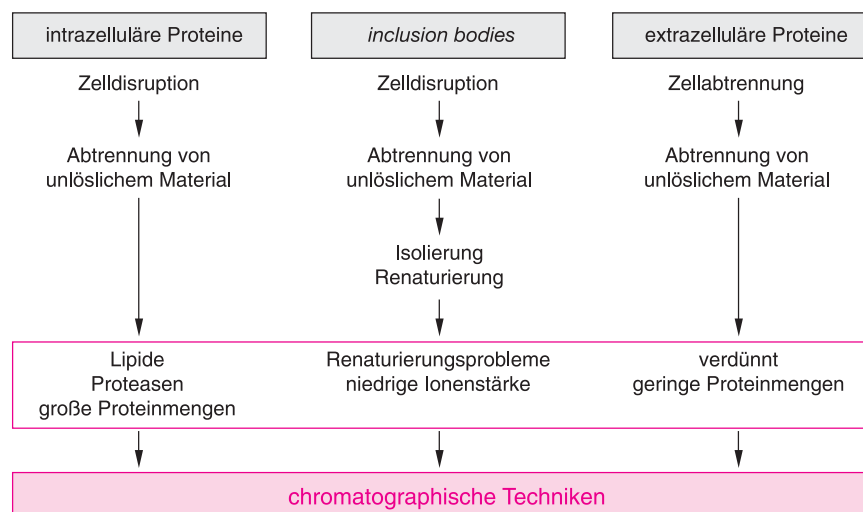 intrazelluläre Proteine
inclusion bodies
extrazelluläre Proteine
Zelldisruption
Zelldisruption
Zellabtrennung
Abtrennung von
unlöslichem Material
Abtrennung von
unlöslichem Material
Abtrennung von
unlöslichem Material
Isolierung
Renaturierung
Lipide
Proteasen
große Proteinmengen
Renaturierungsprobleme
niedrige Ionenstärke
verdünnt
geringe Proteinmengen
chromatographische Techniken